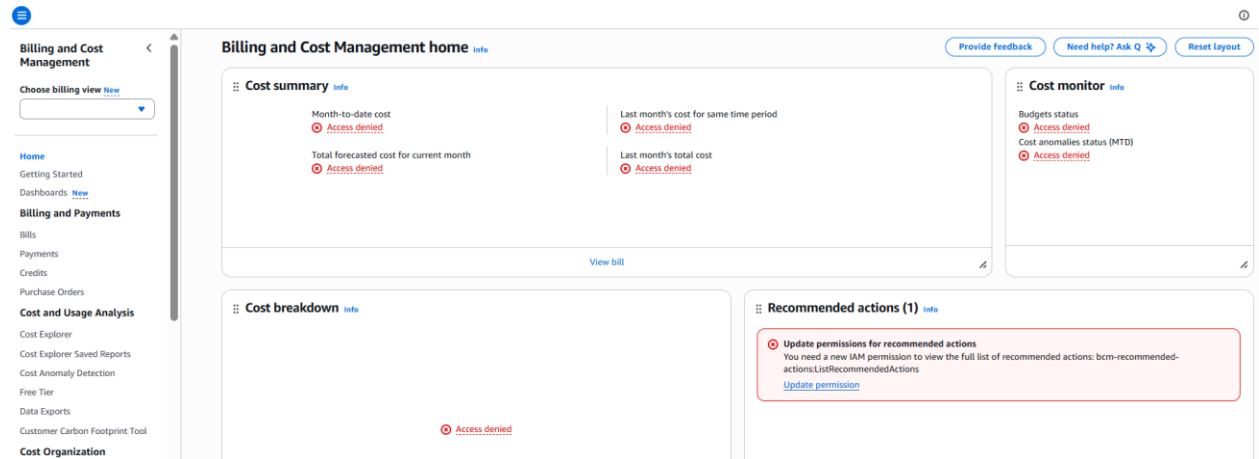 Billing and Cost Management
Choose billing view New
Home
Getting Started
Dashboards New
Billing and Payments
Bills
Payments
Credits
Purchase Orders
Cost and Usage Analysis
Cost Explorer
Cost Explorer Saved Reports
Cost Anomaly Detection
Free Tier
Data Exports
Customer Carbon Footprint Tool
Cost Organization
Billing and Cost Management home Info
Provide feedback
Need help? Ask Q
Reset layout
Cost summary Info
Month-to-date cost
Access denied
Last month's cost for same time period
Access denied
Total forecasted cost for current month
Access denied
Last month's total cost
Access denied
View bill
Cost monitor Info
Budgets status
Access denied
Cost anomalies status (MTD)
Access denied
Cost breakdown Info
Access denied
Recommended actions (1) Info
Update permissions for recommended actions
You need a new IAM permission to view the full list of recommended actions: bcm-recommended-
actions:ListRecommendedActions
Update permission